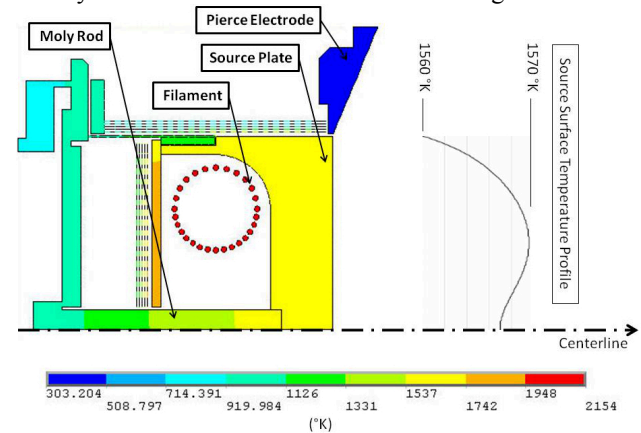 Pierce Electrode
Moly Rod
Source Plate
Filament
1560 °K
1570 °K
Source Surface Temperature Profile
Centerline
303.204
508.797
714.391
919.984
1126
1331
1537
1742
1948
2154
(°K)